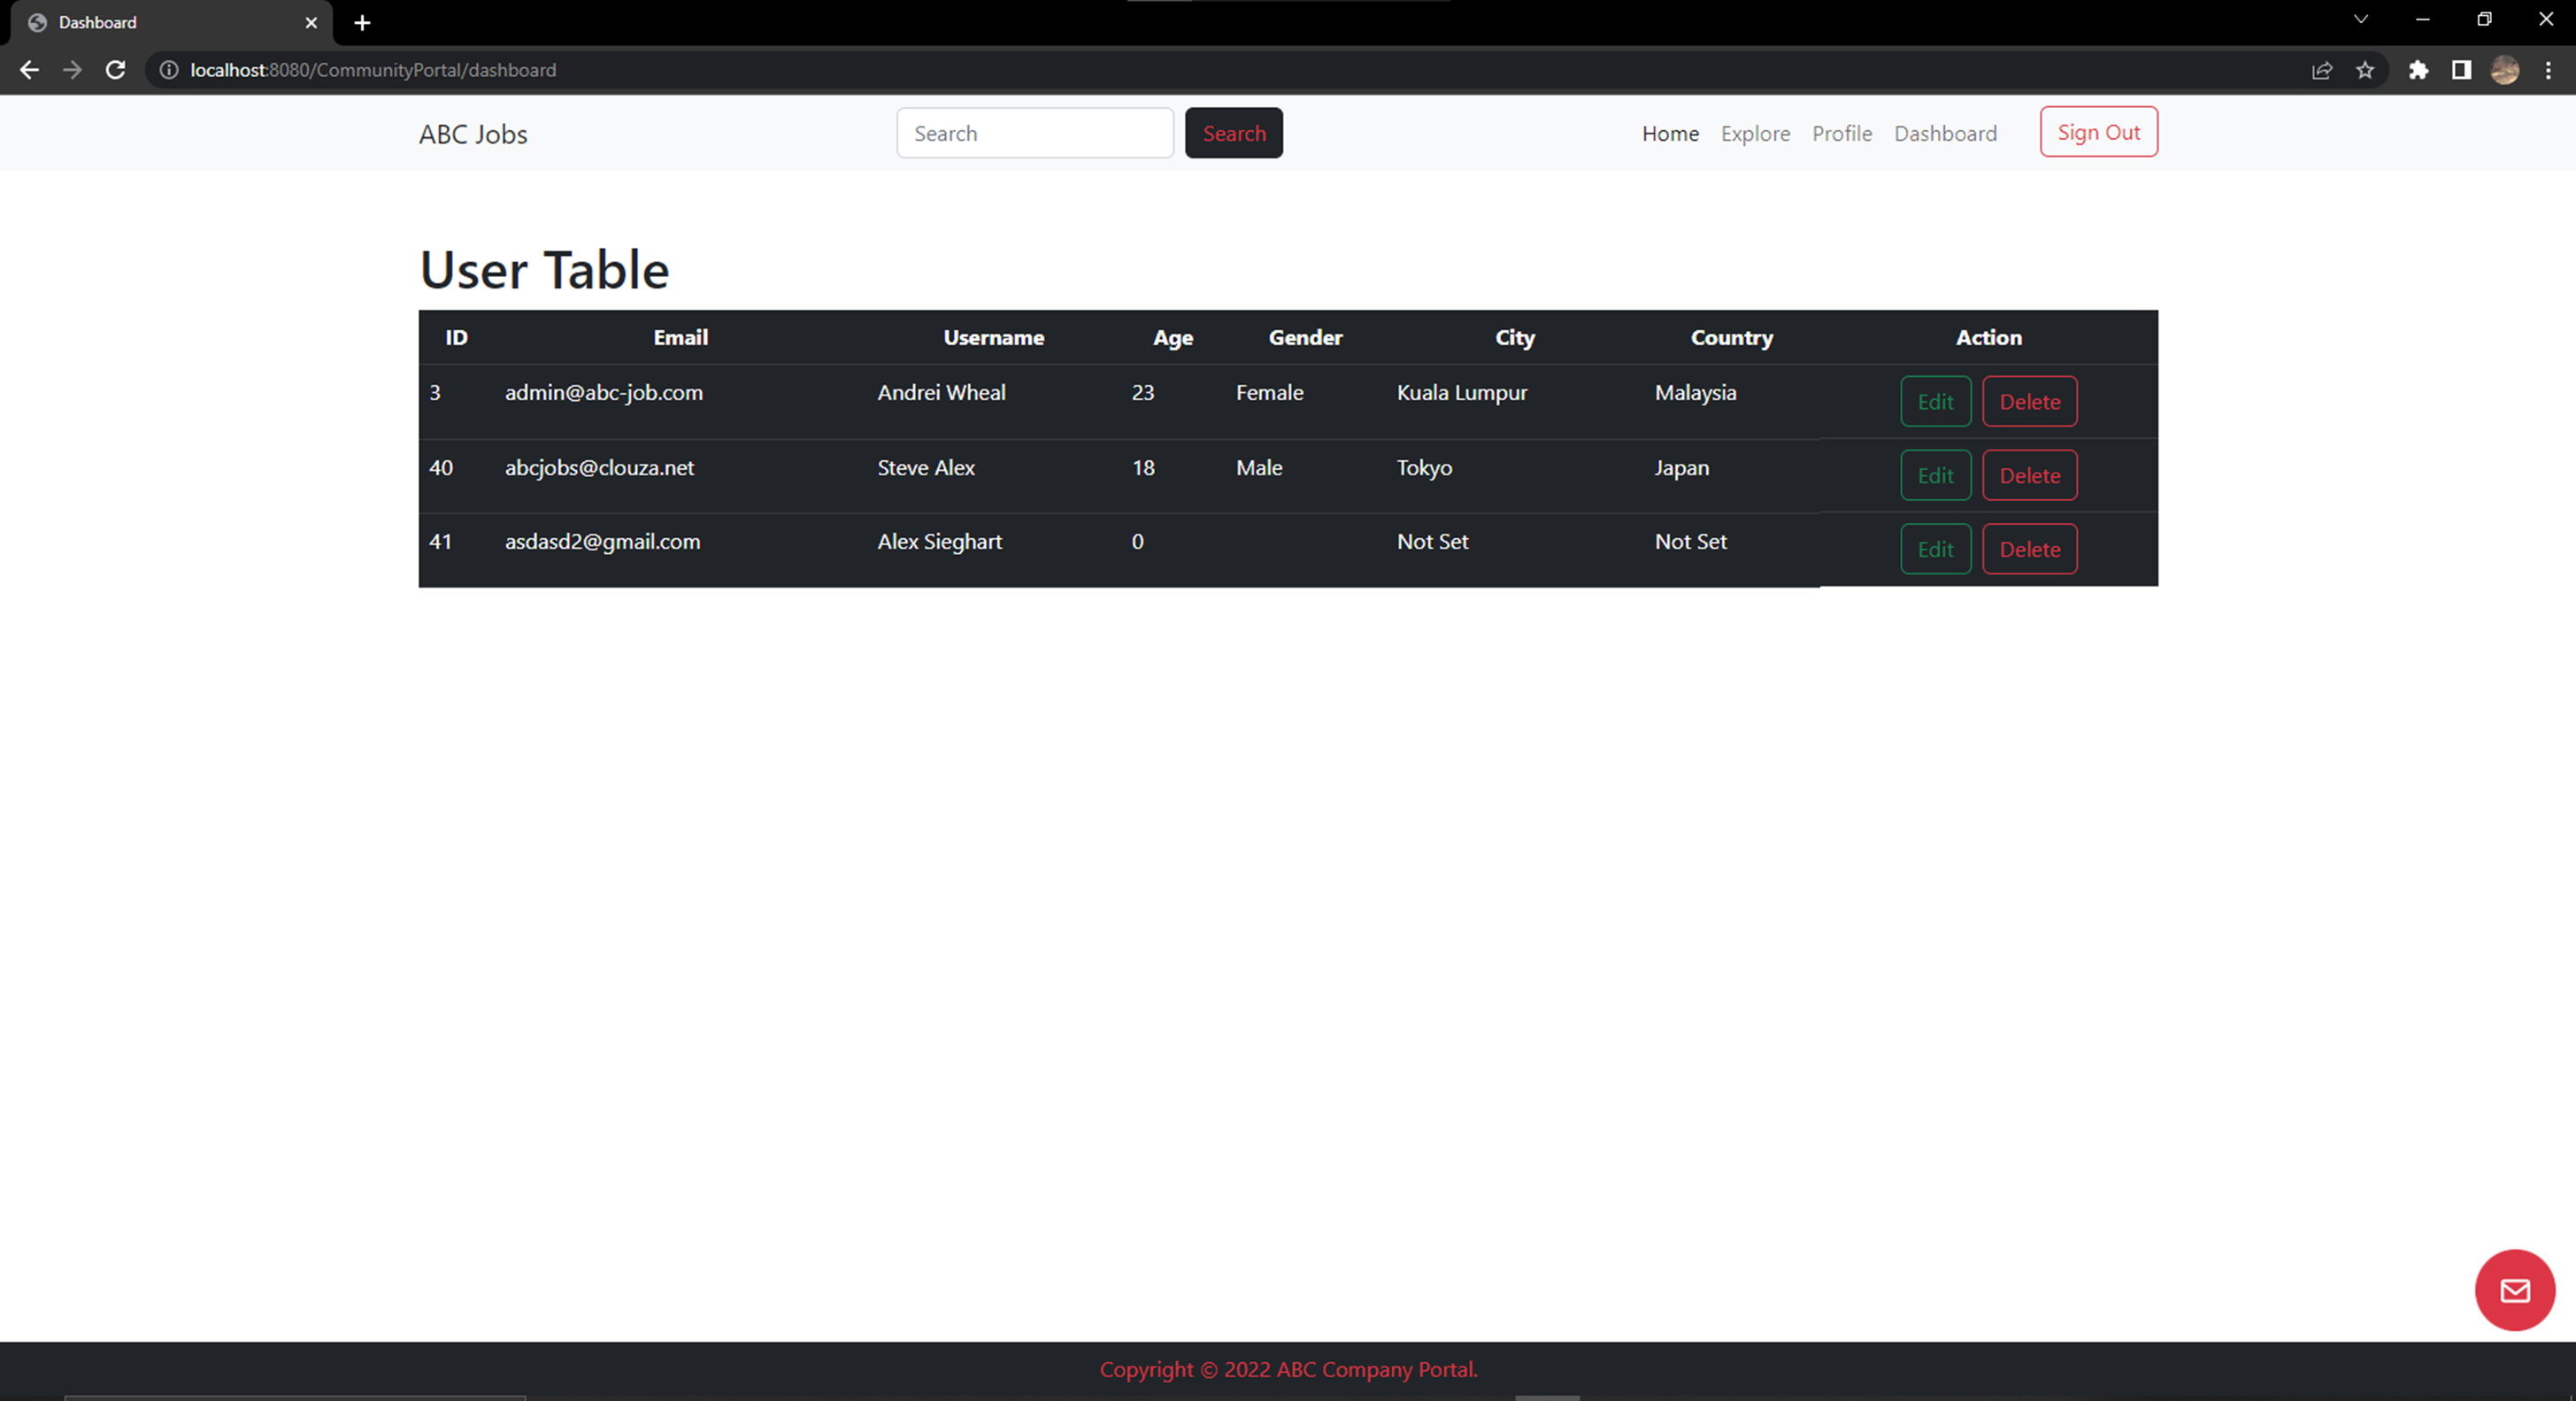 Dashboard
localhost:8080/CommunityPortal/dashboard
ABC Jobs Search Search Home Explore Profile Dashboard Sign Out
User Table
ID Email Username Age Gender City Country Action
3 admin@abc-job.com Andrei Wheal 23 Female Kuala Lumpur Malaysia Edit Delete
40 abcjobs@clouza.net Steve Alex 18 Male Tokyo Japan Edit Delete
41 asdasd2@gmail.com Alex Sieghart 0 Not Set Not Set Edit Delete
Copyright © 2022 ABC Company Portal.